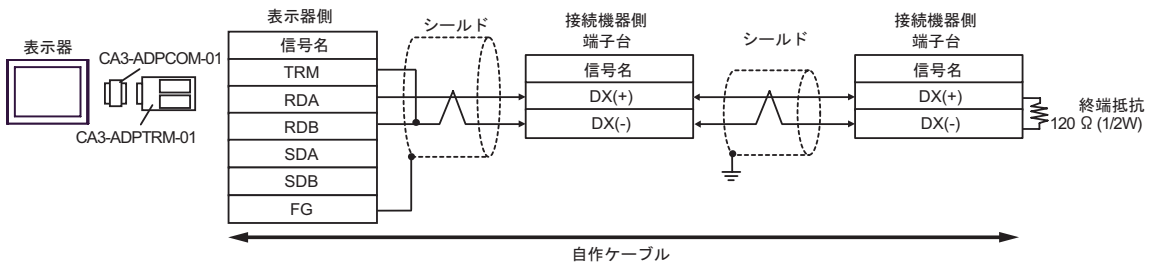 表示器
CA3-ADPCOM-01
CA3-ADPTRM-01
表示器側
信号名
TRM
RDA
RDB
SDA
SDB
FG
シールド
接続機器側
端子台
信号名
DX(+)
DX(-)
シールド
接続機器側
端子台
信号名
DX(+)
DX(-)
終端抵抗
120 Ω (1/2W)
自作ケーブル